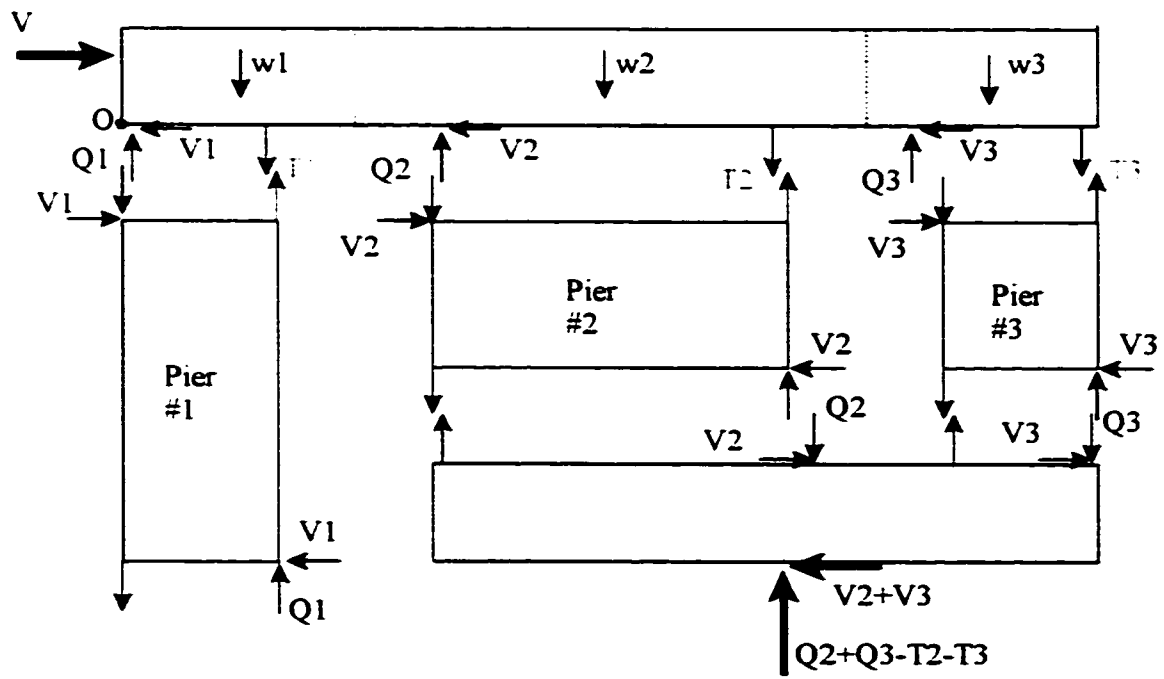 V
w1
w2
w3
O
Q1
V1
Q2
V2
T2
Q3
V3
T3
V1
V2
V3
Pier
#1
Pier
#2
Pier
#3
V2
V3
Q2
Q3
V2
V3
V1
Q1
V2+V3
Q2+Q3-T2-T3